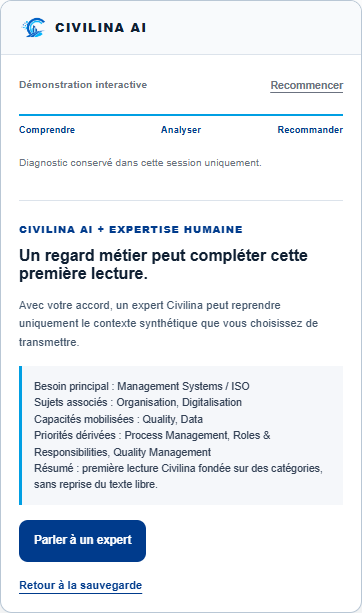 CIVILINA AI
Démonstration interactive
Recommencer
Comprendre
Analyser
Recommander
Diagnostic conservé dans cette session uniquement.
CIVILINA AI + EXPERTISE HUMAINE
Un regard métier peut compléter cette
première lecture.
Avec votre accord, un expert Civilina peut reprendre
uniquement le contexte synthétique que vous choisissez de
transmettre.
Besoin principal : Management Systems / ISO
Sujets associés : Organisation, Digitalisation
Capacités mobilisées : Quality, Data
Priorités dérivées : Process Management, Roles &
Responsibilities, Quality Management
Résumé : première lecture Civilina fondée sur des catégories,
sans reprise du texte libre.
Parler à un expert
Retour à la sauvegarde